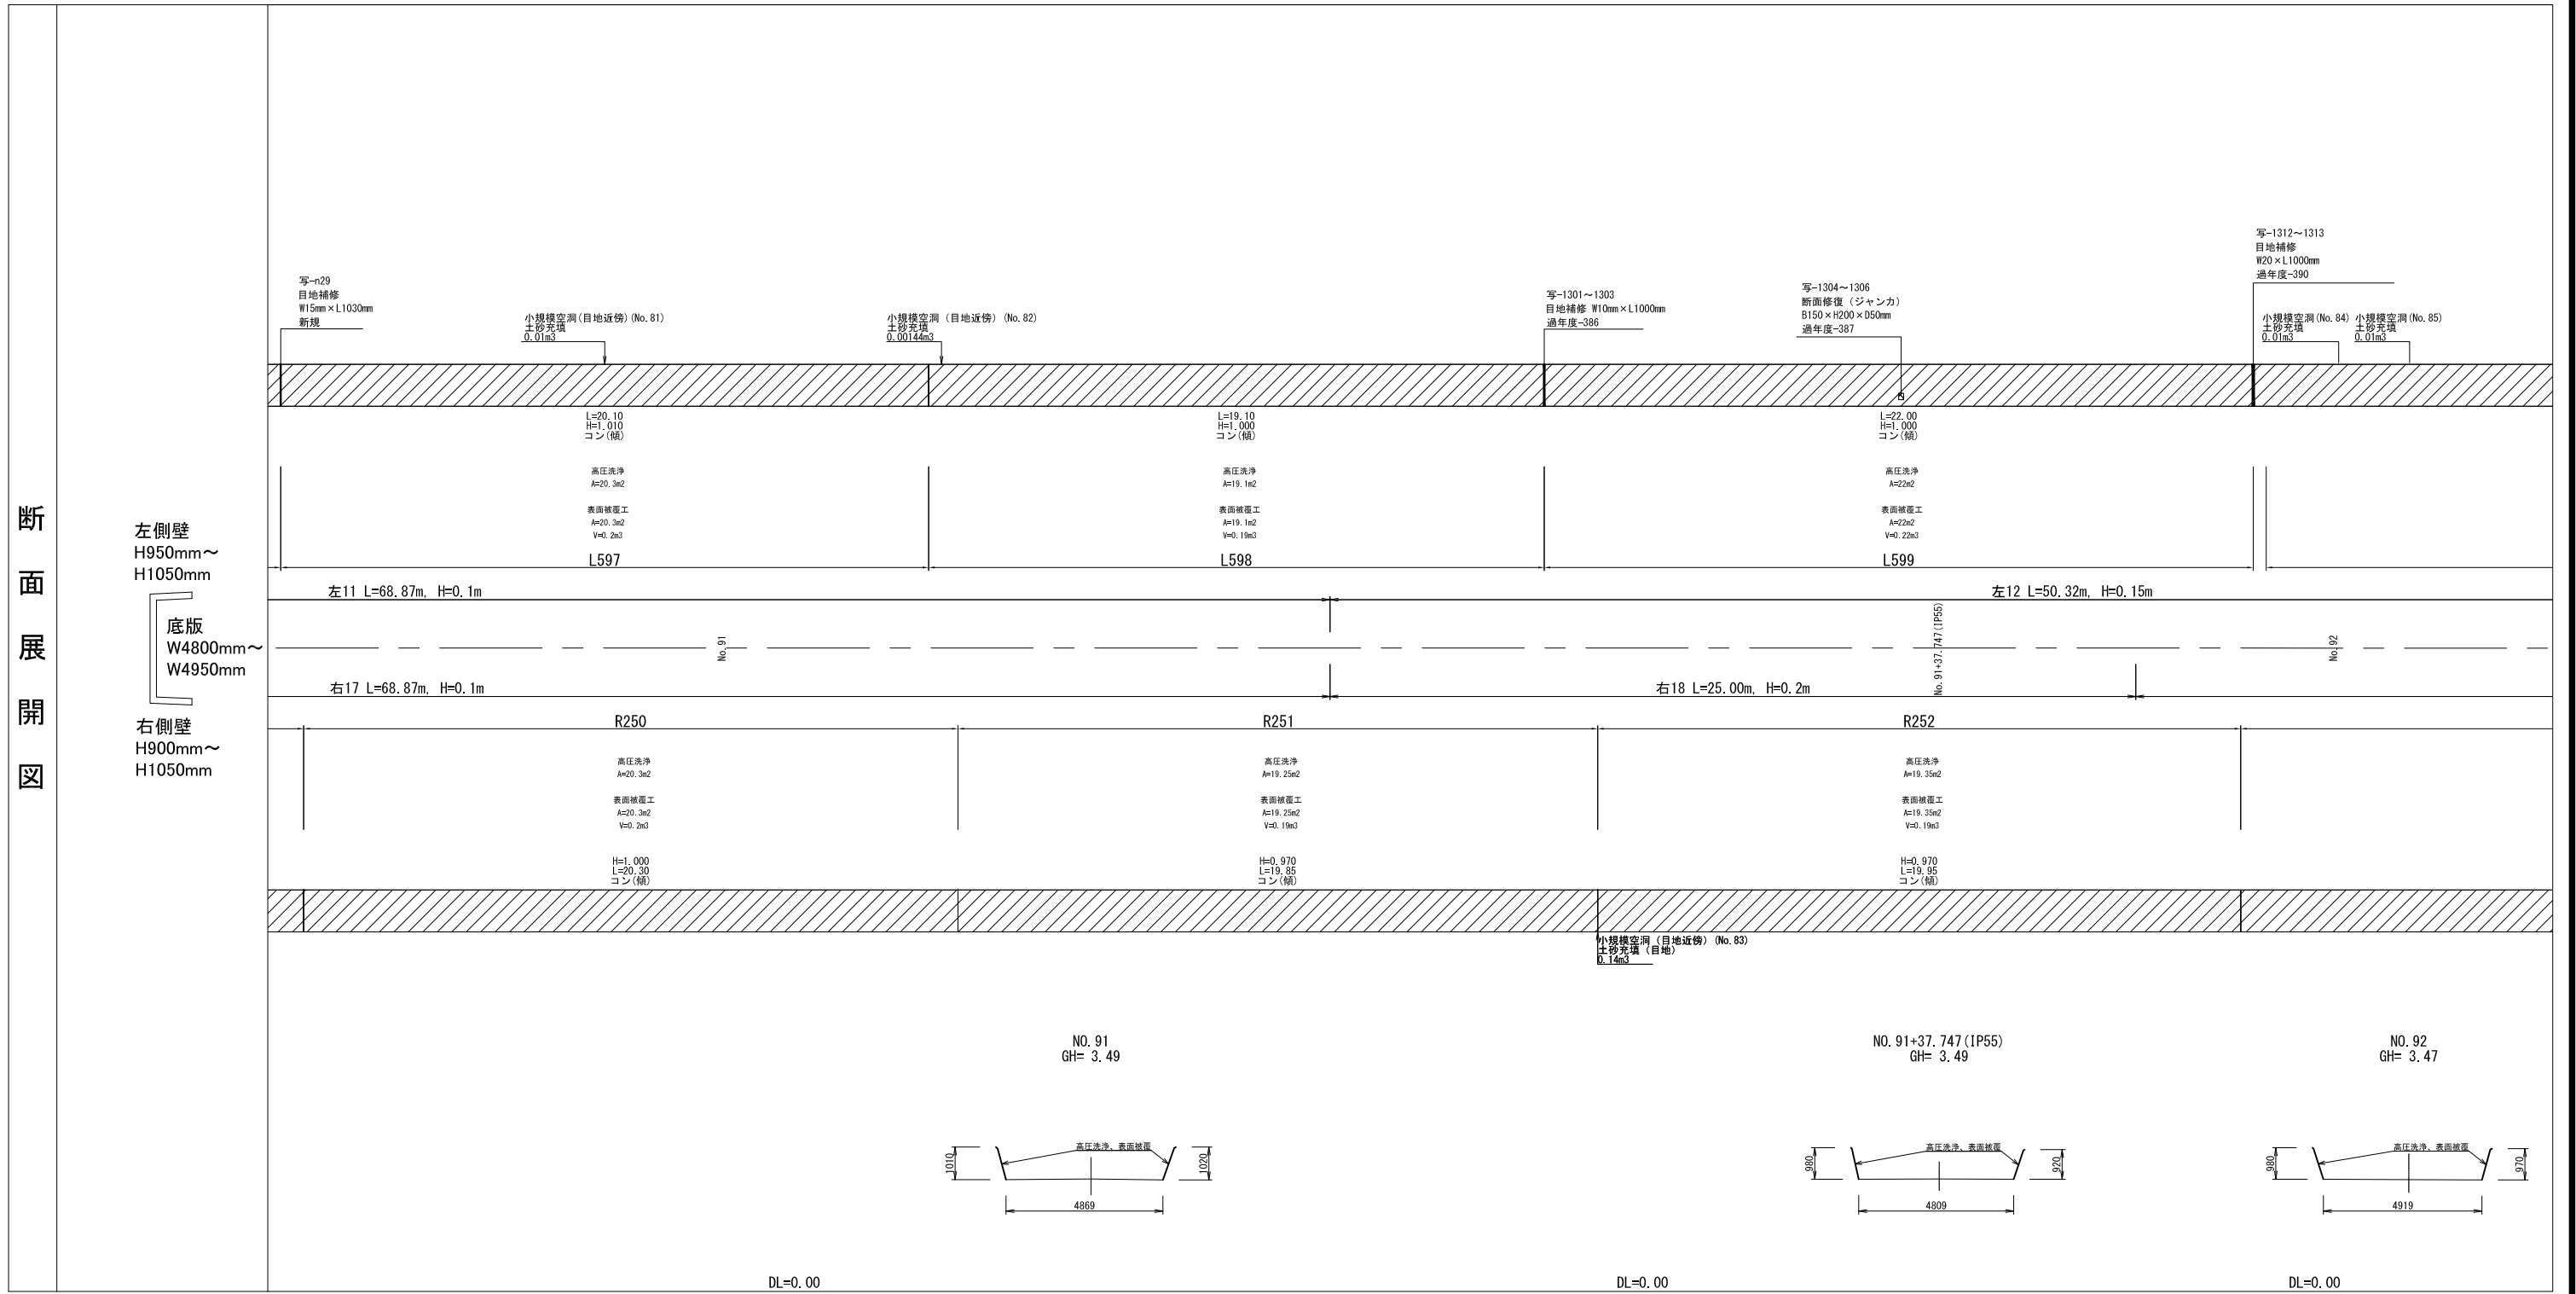 断面展開図
左側壁
H950mm～
H1050mm
底版
W4800mm～
W4950mm
右側壁
H900mm～
H1050mm
写-n29
目地補修
W15mm×L1030mm
新規
小規模空洞(目地近傍)(No.81)
土砂充填
0.01m3
小規模空洞（目地近傍）(No.82)
土砂充填
0.00144m3
写-1301～1303
目地補修 W10mm×L1000mm
過年度-386
写-1304～1306
断面修復（ジャンカ）
B150×H200×D50mm
過年度-387
写-1312～1313
目地補修
W20×L1000mm
過年度-390
小規模空洞(No.84)
土砂充填
0.01m3
小規模空洞(No.85)
土砂充填
0.01m3
L=20.10
H=1.010
コン(傾)
L=19.10
H=1.000
コン(傾)
L=22.00
H=1.000
コン(傾)
高圧洗浄
A=20.3m2
表面被覆工
A=20.3m2
V=0.2m3
L597
高圧洗浄
A=19.1m2
表面被覆工
A=19.1m2
V=0.19m3
L598
高圧洗浄
A=22m2
表面被覆工
A=22m2
V=0.22m3
L599
左11 L=68.87m, H=0.1m
左12 L=50.32m, H=0.15m
No.91
No.91+37.747(IP55)
No.92
右17 L=68.87m, H=0.1m
右18 L=25.00m, H=0.2m
R250
高圧洗浄
A=20.3m2
表面被覆工
A=20.3m2
V=0.2m3
R251
高圧洗浄
A=19.25m2
表面被覆工
A=19.25m2
V=0.19m3
R252
高圧洗浄
A=19.35m2
表面被覆工
A=19.35m2
V=0.19m3
H=1.000
L=20.30
コン(傾)
H=0.970
L=19.85
コン(傾)
H=0.970
L=19.95
コン(傾)
小規模空洞（目地近傍）(No.83)
土砂充填（目地）
0.14m3
NO.91
GH= 3.49
高圧洗浄、表面被覆
1010
1020
4869
DL=0.00
NO.91+37.747(IP55)
GH= 3.49
高圧洗浄、表面被覆
980
920
4809
DL=0.00
NO.92
GH= 3.47
高圧洗浄、表面被覆
980
970
4919
DL=0.00